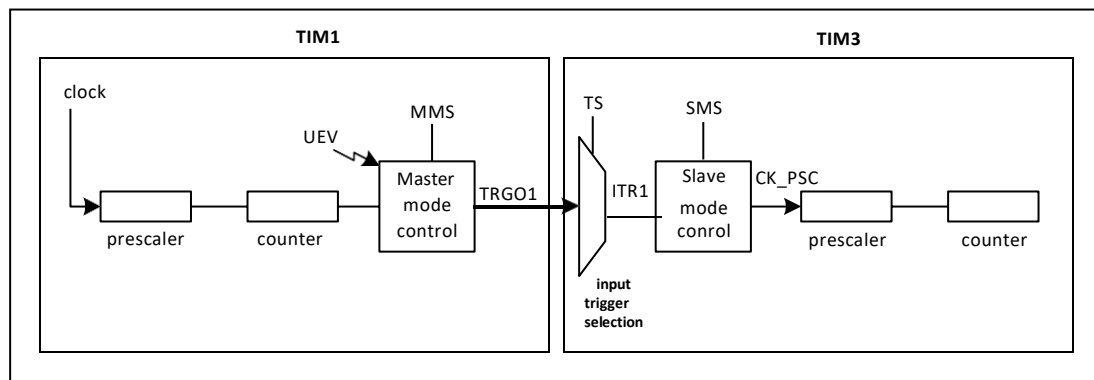 TIM1
TIM3
clock
MMS
UEV
Master
mode
control
TRGO1
prescaler
counter
TS
SMS
ITR1
Slave
mode
conrol
CK_PSC
prescaler
counter
input
trigger
selection